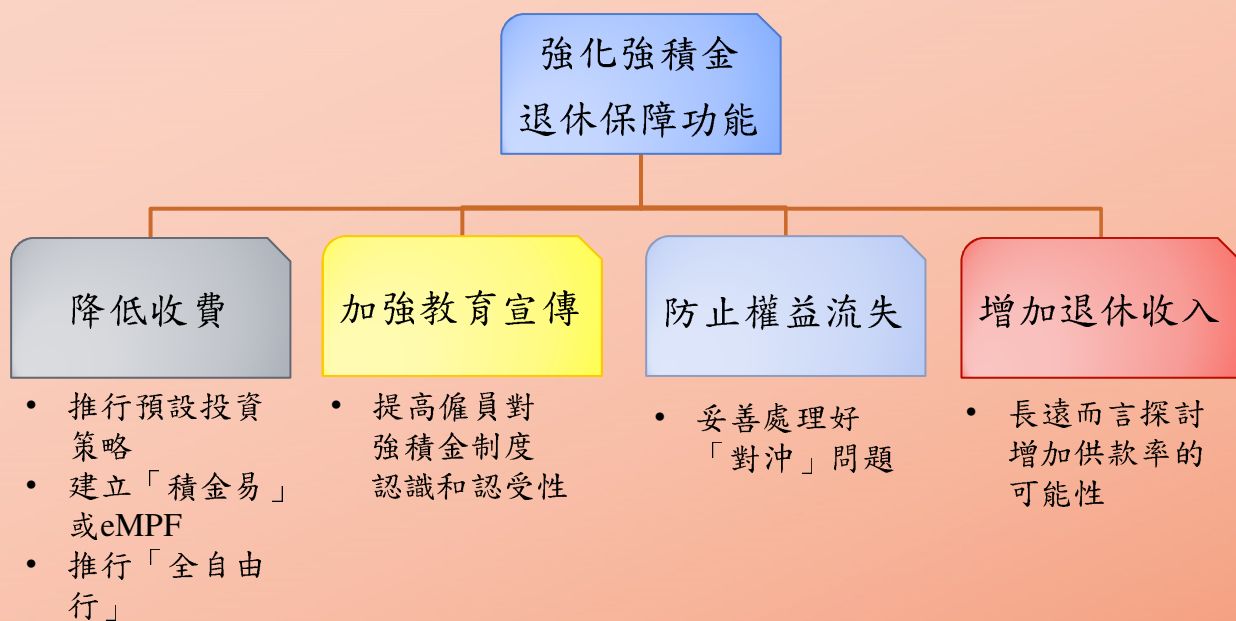 強化強積金
退休保障功能
降低收費
• 推行預設投資
策略
• 建立「積金易」
或eMPF
• 推行「全自由
行」
加強教育宣傳
• 提高僱員對
強積金制度
認識和認受性
防止權益流失
• 妥善處理好
「對沖」問題
增加退休收入
• 長遠而言探討
增加供款率的
可能性